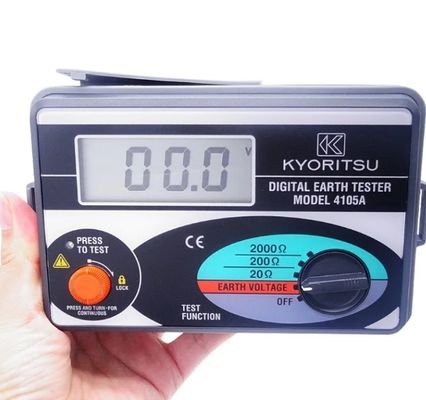 00.0 V
K
KYORITSU
DIGITAL EARTH TESTER
MODEL 4105A
PRESS
TO TEST
LOCK
PRESS AND TURN-FOR
CONTINUOUS
CE
TEST
FUNCTION
2000Ω
200Ω
20Ω
EARTH VOLTAGE
OFF